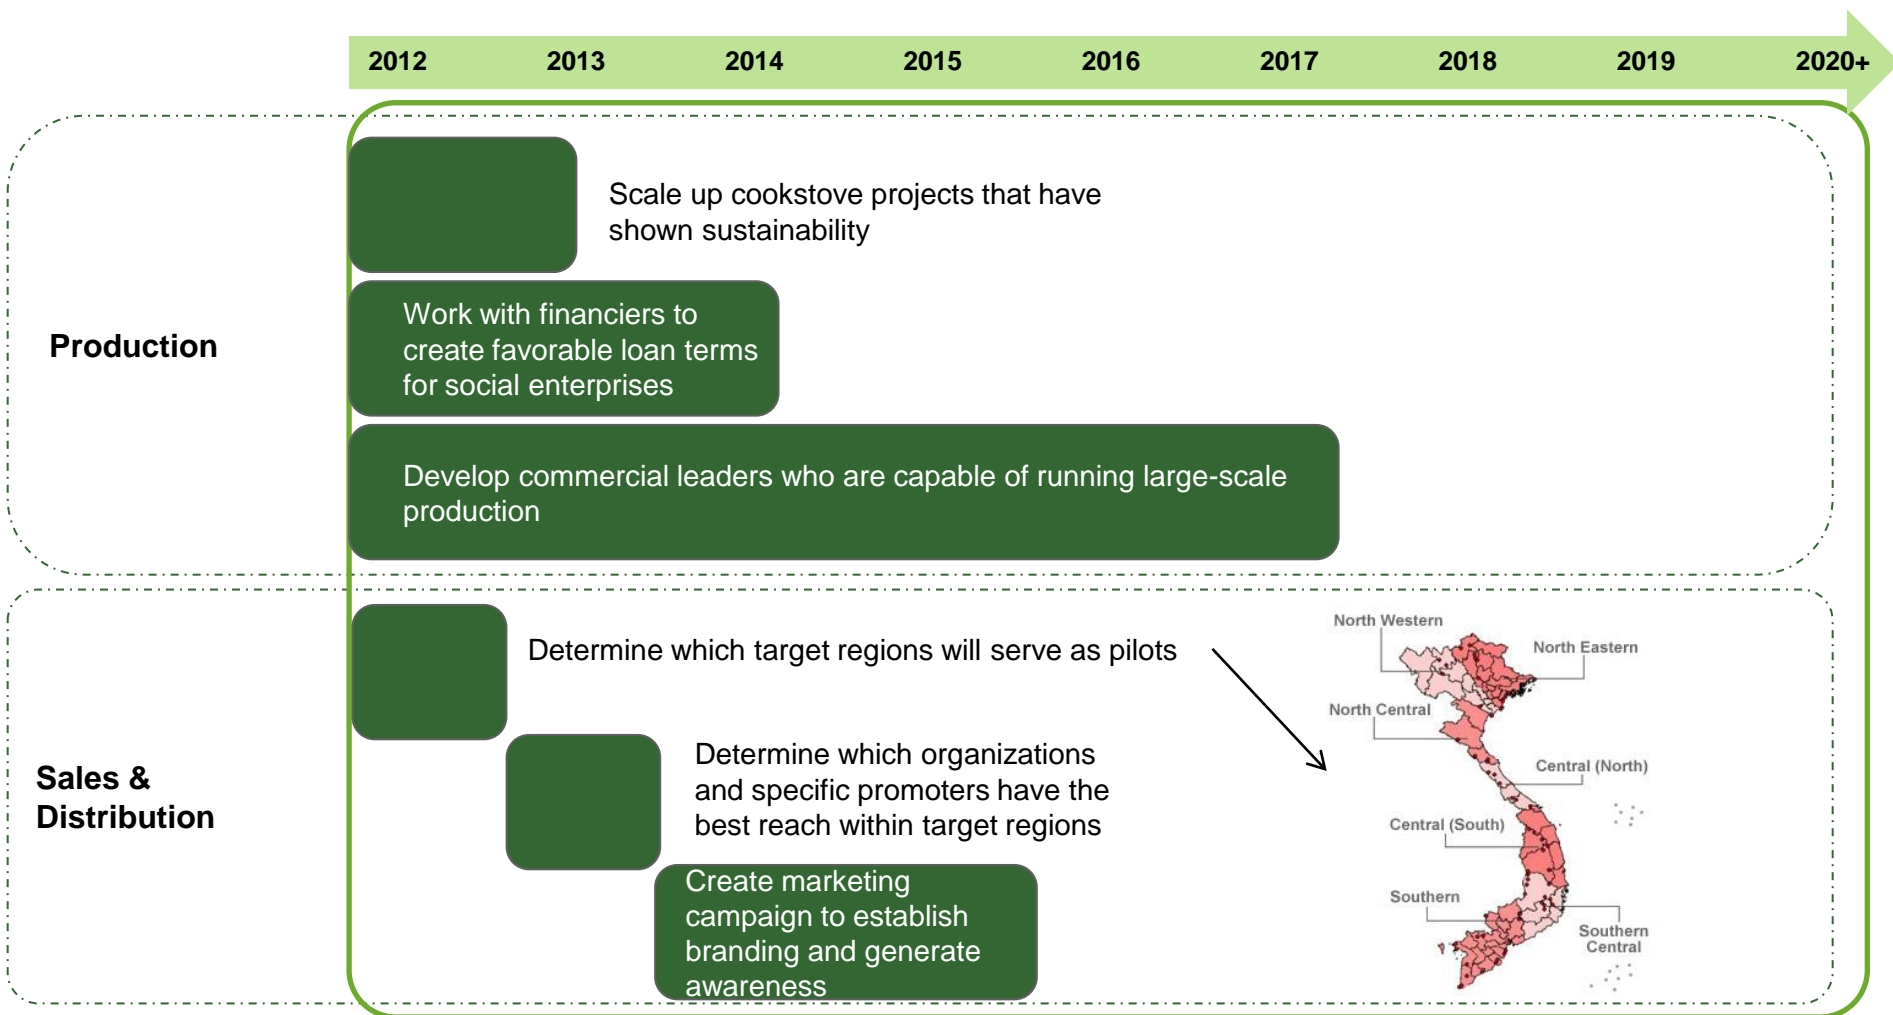 2012 2013 2014 2015 2016 2017 2018 2019 2020+
Production
Scale up cookstove projects that have
shown sustainability
Work with financiers to
create favorable loan terms
for social enterprises
Develop commercial leaders who are capable of running large-scale
production
Sales &
Distribution
Determine which target regions will serve as pilots
Determine which organizations
and specific promoters have the
best reach within target regions
Create marketing
campaign to establish
branding and generate
awareness
North Western
North Eastern
North Central
Central (North)
Central (South)
Southern
Southern
Central